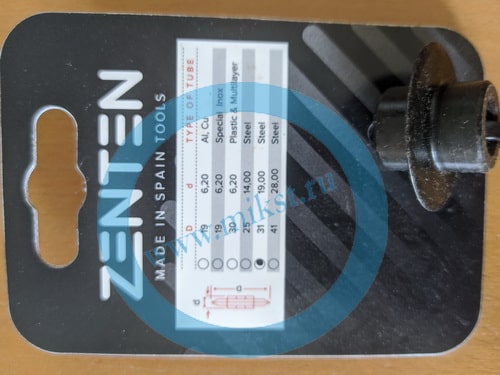 ZENTEN
MADE IN SPAIN TOOLS
D d TYPE OF TUBE
19 6,20 Al, Cu
19 6,20 Special Inox
30 6,20 Plastic & Multilayer
25 14,00 Steel
31 19,00 Steel
41 28,00 Steel
D
d
www.mikst.ru